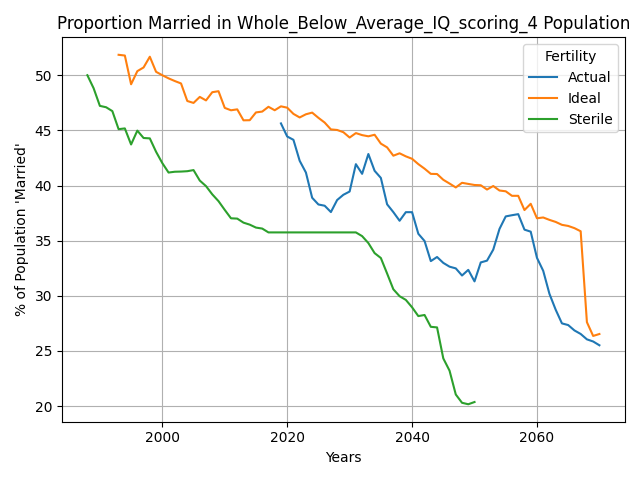 Proportion Married in Whole_Below_Average_IQ_scoring_4 Population
% of Population 'Married'
50
45
40
35
30
25
20
Fertility
Actual
Ideal
Sterile
2000
2020
2040
2060
Years